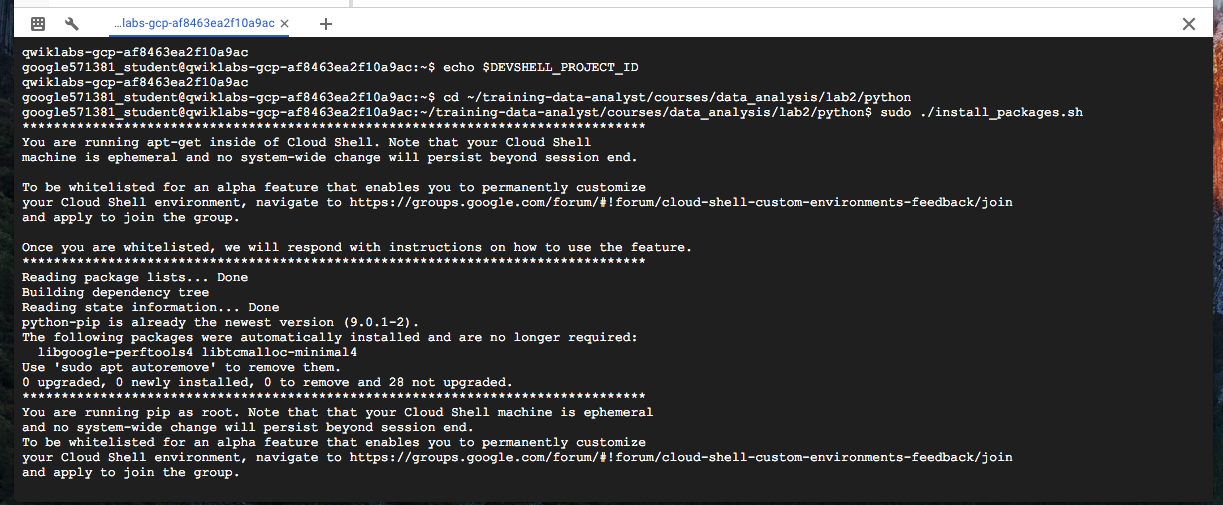 ...labs-gcp-af8463ea2f10a9ac × +
qwiklabs-gcp-af8463ea2f10a9ac
google571381_student@qwiklabs-gcp-af8463ea2f10a9ac:~$ echo $DEVSHELL_PROJECT_ID
qwiklabs-gcp-af8463ea2f10a9ac
google571381_student@qwiklabs-gcp-af8463ea2f10a9ac:~$ cd ~/training-data-analyst/courses/data_analysis/lab2/python
google571381_student@qwiklabs-gcp-af8463ea2f10a9ac:~/training-data-analyst/courses/data_analysis/lab2/python$ sudo ./install_packages.sh
********************************************************************************
You are running apt-get inside of Cloud Shell. Note that your Cloud Shell
machine is ephemeral and no system-wide change will persist beyond session end.
To be whitelisted for an alpha feature that enables you to permanently customize
your Cloud Shell environment, navigate to https://groups.google.com/forum/#!forum/cloud-shell-custom-environments-feedback/join
and apply to join the group.
Once you are whitelisted, we will respond with instructions on how to use the feature.
********************************************************************************
Reading package lists... Done
Building dependency tree
Reading state information... Done
python-pip is already the newest version (9.0.1-2).
The following packages were automatically installed and are no longer required:
  libgoogle-perftools4 libtcmalloc-minimal4
Use 'sudo apt autoremove' to remove them.
0 upgraded, 0 newly installed, 0 to remove and 28 not upgraded.
********************************************************************************
You are running pip as root. Note that that your Cloud Shell machine is ephemeral
and no system-wide change will persist beyond session end.
To be whitelisted for an alpha feature that enables you to permanently customize
your Cloud Shell environment, navigate to https://groups.google.com/forum/#!forum/cloud-shell-custom-environments-feedback/join
and apply to join the group.